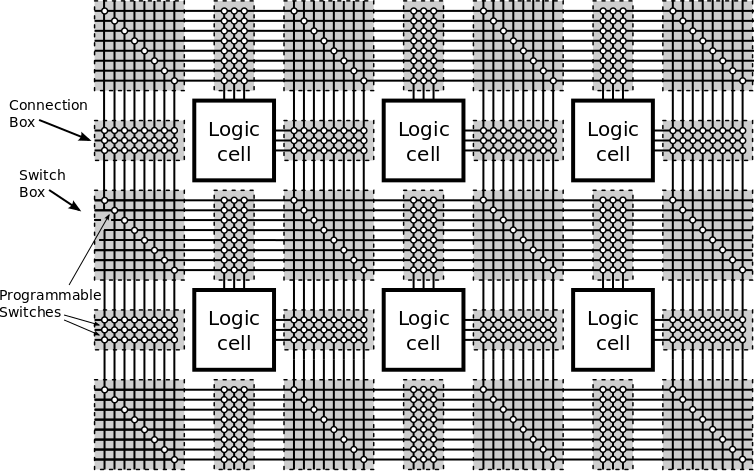 Connection
Box
Logic
cell
Logic
cell
Logic
cell
Switch
Box
Programmable
Switches
Logic
cell
Logic
cell
Logic
cell